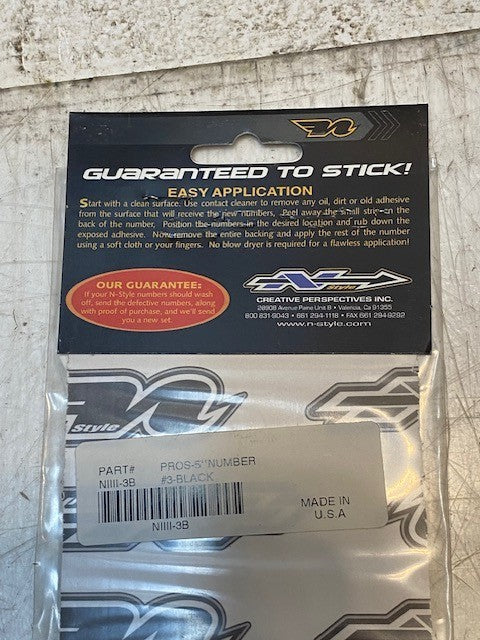 GUARANTEED TO STICK!
EASY APPLICATION
Start with a clean surface. Use contact cleaner to remove any oil, dirt or old adhesive
from the surface that will receive the new numbers. Peel away the small strip on the
back of the number. Position the numbers in the desired location and rub down the
exposed adhesive. Now remove the entire backing and apply the rest of the number
using a soft cloth or your fingers. No blow dryer is required for a flawless application!
OUR GUARANTEE:
If your N-Style numbers should wash
off, send the defective numbers, along
with proof of purchase, and we'll send
you a new set.
N Style
CREATIVE PERSPECTIVES INC.
28908 Avenue Paine Unit B • Valencia, Ca 91355
800 831-9043 • 661 294-1118 • FAX 661 294-9292
www.n-style.com
Style
PART# PROS-5" NUMBER
NIIII-3B #3-BLACK
NIIII-3B
MADE IN
U.S.A